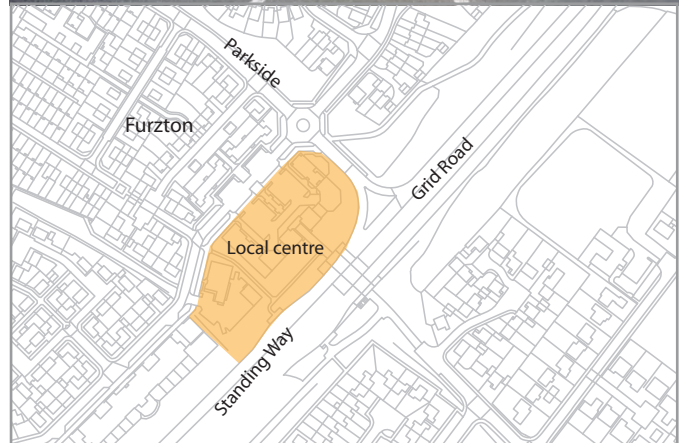 Parkside
Furzton
Grid Road
Local centre
Standing Way